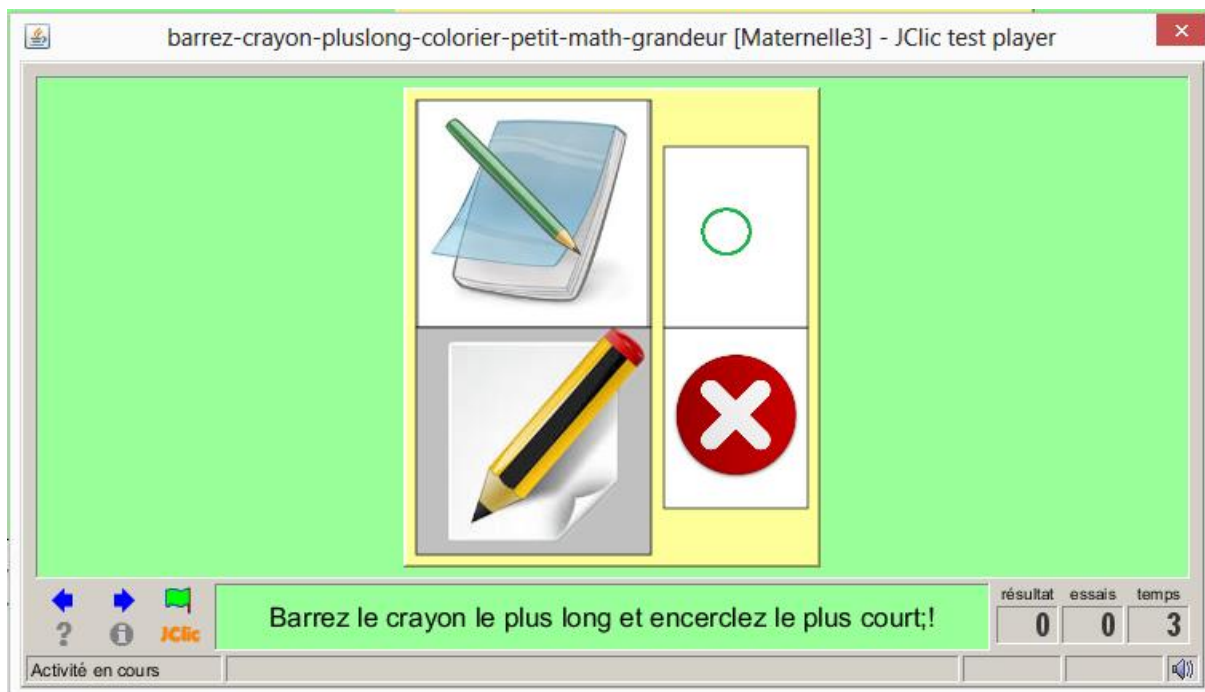 barrez-crayon-pluslong-colorier-petit-math-grandeur [Maternelle3] - JClic test player
JClic
Barrez le crayon le plus long et encerclez le plus court;!
résultat essais temps
0 0 3
Activité en cours